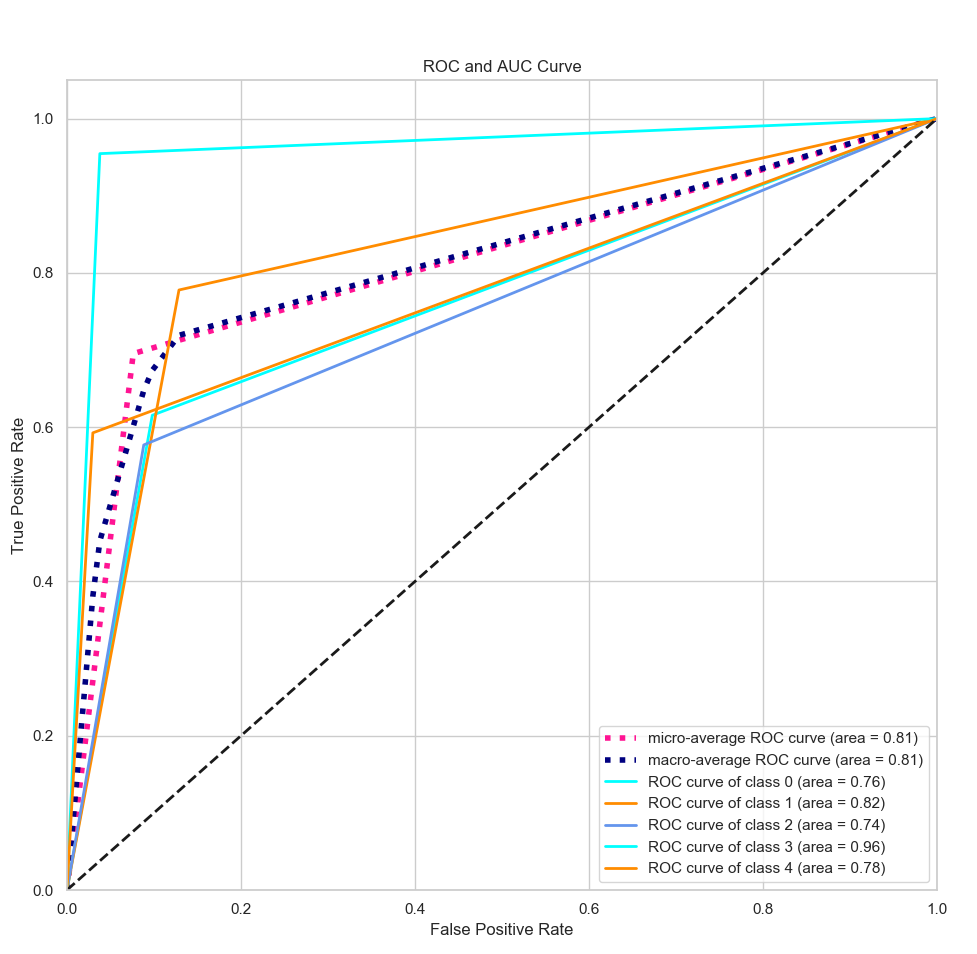 ROC and AUC Curve
True Positive Rate
1.0
0.8
0.6
0.4
0.2
0.0
0.0 0.2 0.4 0.6 0.8 1.0
False Positive Rate
micro-average ROC curve (area = 0.81)
macro-average ROC curve (area = 0.81)
ROC curve of class 0 (area = 0.76)
ROC curve of class 1 (area = 0.82)
ROC curve of class 2 (area = 0.74)
ROC curve of class 3 (area = 0.96)
ROC curve of class 4 (area = 0.78)